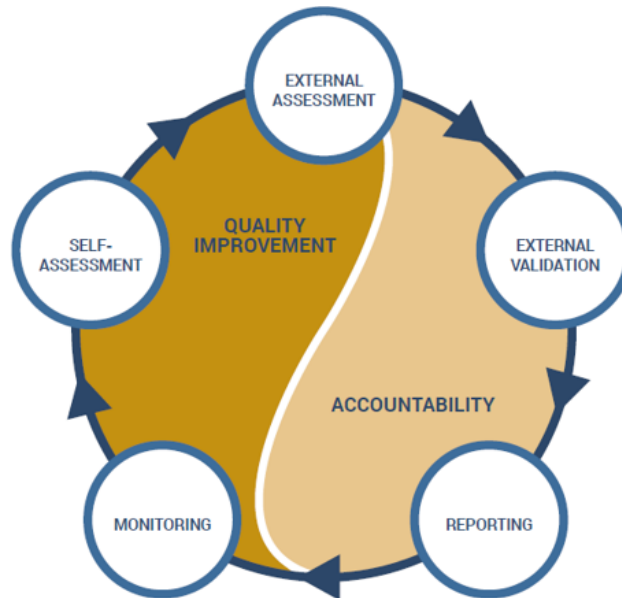 EXTERNAL
ASSESSMENT
QUALITY
IMPROVEMENT
SELF-
ASSESSMENT
EXTERNAL
VALIDATION
ACCOUNTABILITY
MONITORING
REPORTING